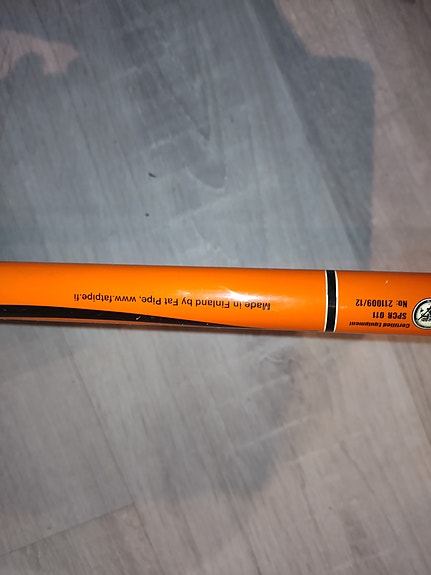 Made in Finland by Fat Pipe, www.fatpipe.fi
Certified Equipment
SPCR 011
No: 211009/12